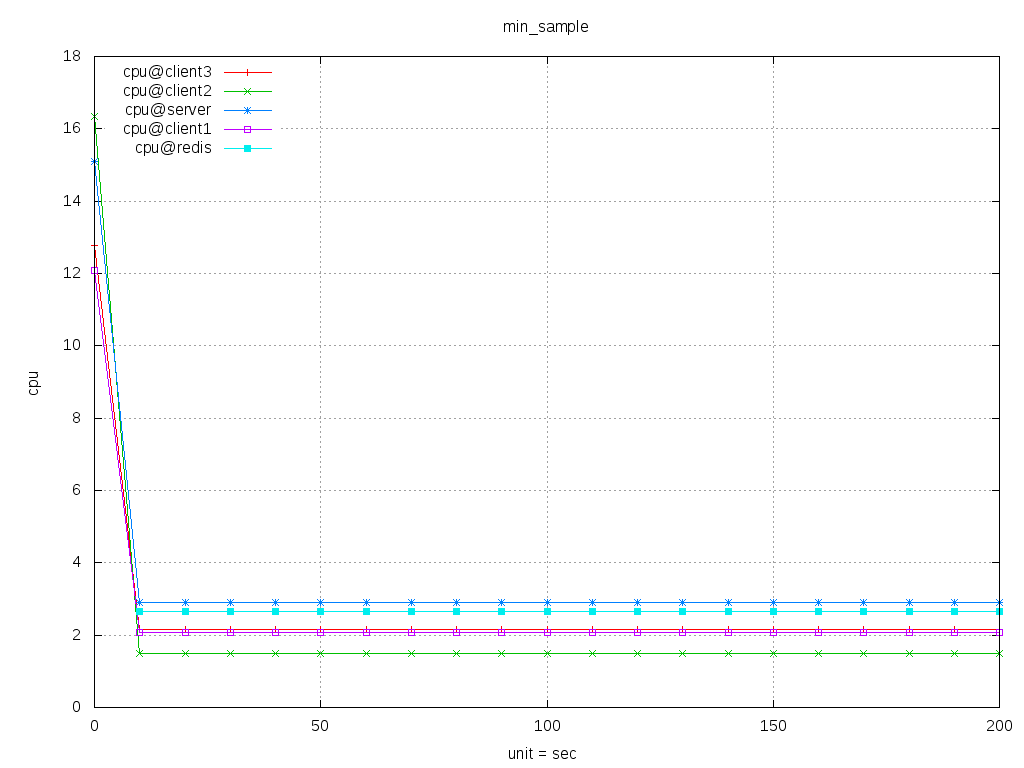 min_sample
18
cpu@client3
cpu@client2
cpu@server
cpu@client1
cpu@redis
16
14
12
10
cpu
8
6
4
2
0
0 50 100 150 200
unit = sec